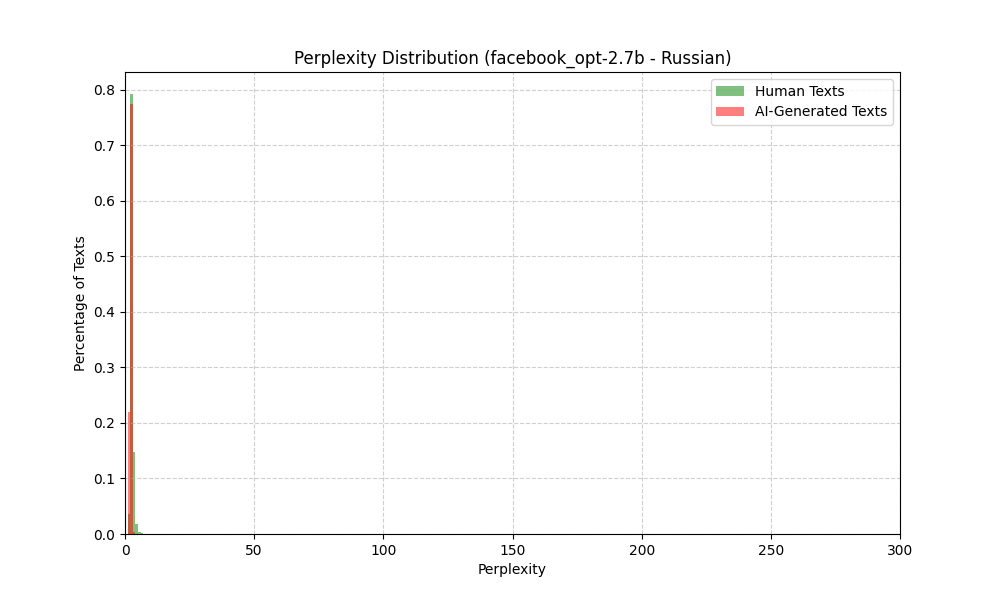 Perplexity Distribution (facebook_opt-2.7b - Russian)
Human Texts
AI-Generated Texts
Percentage of Texts
0.8
0.7
0.6
0.5
0.4
0.3
0.2
0.1
0.0
0 50 100 150 200 250 300
Perplexity